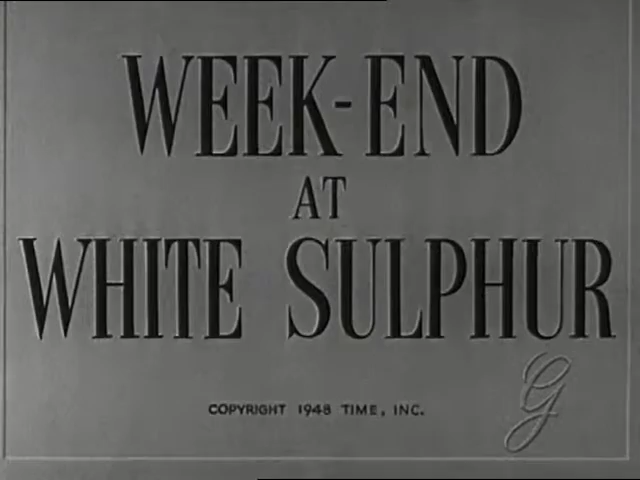 WEEK-END
AT
WHITE SULPHUR
G
COPYRIGHT 1948 TIME, INC.